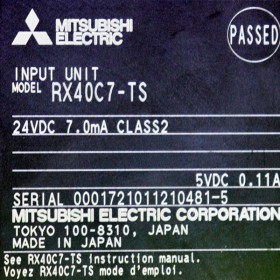 MITSUBISHI
ELECTRIC
PASSED
INPUT UNIT
MODEL RX40C7-TS
24VDC 7.0mA CLASS2
5VDC 0.11A
SERIAL 0001721011210481-5
MITSUBISHI ELECTRIC CORPORATION
TOKYO 100-8310, JAPAN
MADE IN JAPAN
See RX40C7-TS instruction manual.
Voyez RX40C7-TS mode d'emploi.